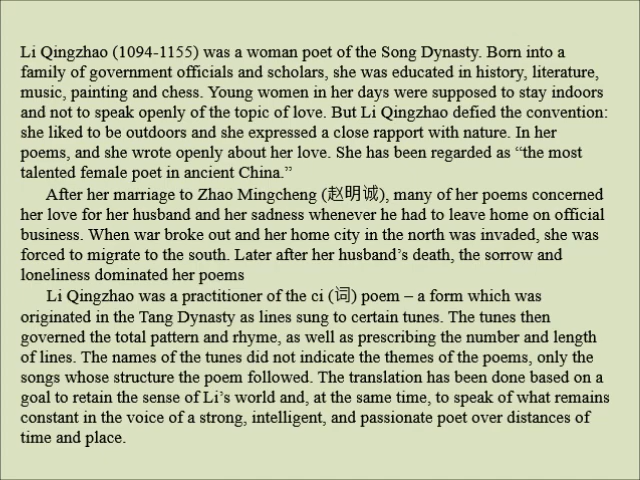 Li Qingzhao (1094-1155) was a woman poet of the Song Dynasty. Born into a
family of government officials and scholars, she was educated in history, literature,
music, painting and chess. Young women in her days were supposed to stay indoors
and not to speak openly of the topic of love. But Li Qingzhao defied the convention:
she liked to be outdoors and she expressed a close rapport with nature. In her
poems, and she wrote openly about her love. She has been regarded as “the most
talented female poet in ancient China.”
After her marriage to Zhao Mingcheng (赵明诚), many of her poems concerned
her love for her husband and her sadness whenever he had to leave home on official
business. When war broke out and her home city in the north was invaded, she was
forced to migrate to the south. Later after her husband’s death, the sorrow and
loneliness dominated her poems
Li Qingzhao was a practitioner of the ci (词) poem – a form which was
originated in the Tang Dynasty as lines sung to certain tunes. The tunes then
governed the total pattern and rhyme, as well as prescribing the number and length
of lines. The names of the tunes did not indicate the themes of the poems, only the
songs whose structure the poem followed. The translation has been done based on a
goal to retain the sense of Li’s world and, at the same time, to speak of what remains
constant in the voice of a strong, intelligent, and passionate poet over distances of
time and place.